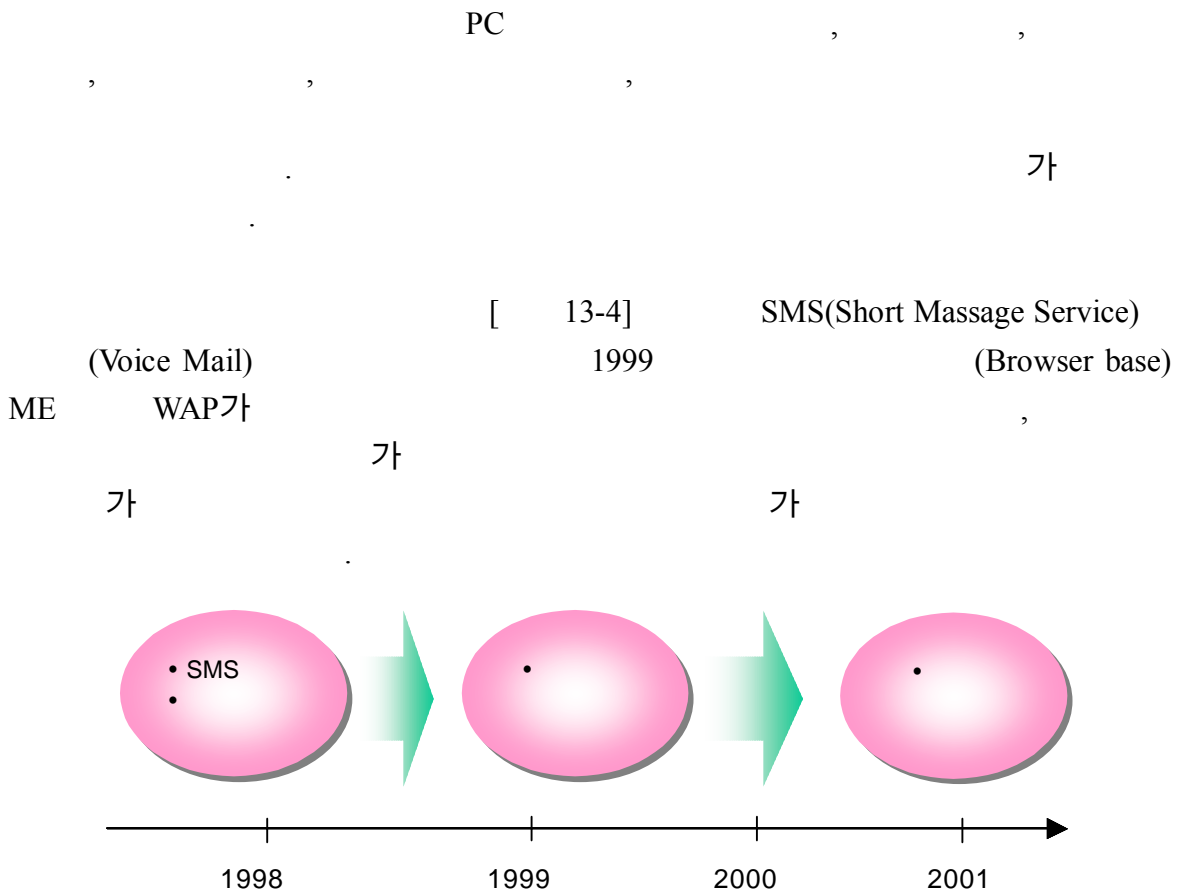 PC , ,
, , ,
. 가
.
[ 13-4] SMS(Short Massage Service)
(Voice Mail) 1999 (Browser base)
ME WAP가 ,
가
가 가
.
• SMS
•
•
•
1998 1999 2000 2001